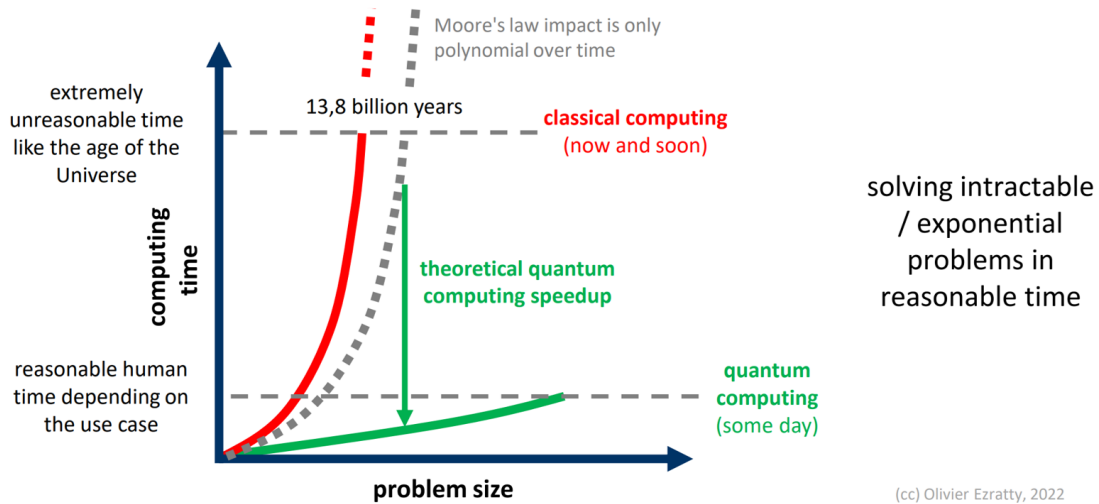 Moore's law impact is only
polynomial over time
extremely
unreasonable time
like the age of the
Universe
13,8 billion years
classical computing
(now and soon)
solving intractable
/ exponential
problems in
reasonable time
computing
time
theoretical quantum
computing speedup
reasonable human
time depending on
the use case
quantum
computing
(some day)
problem size
(cc) Olivier Ezratty, 2022